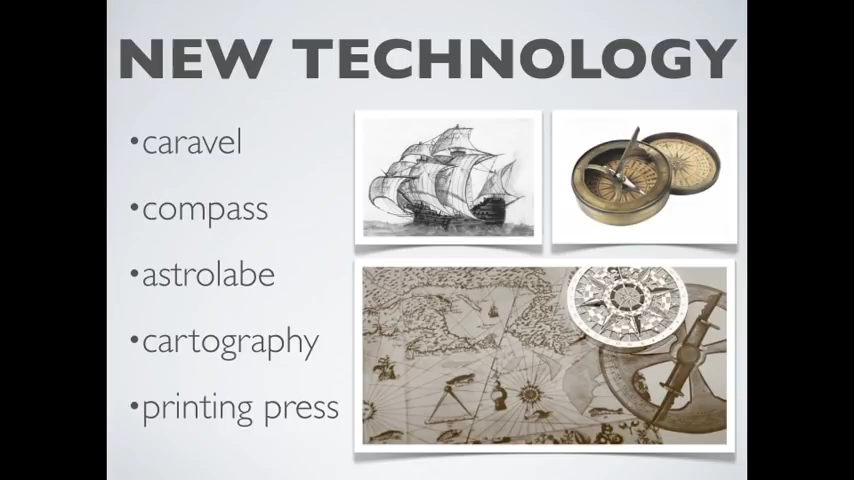 NEW TECHNOLOGY
•caravel
•compass
•astrolabe
•cartography
•printing press